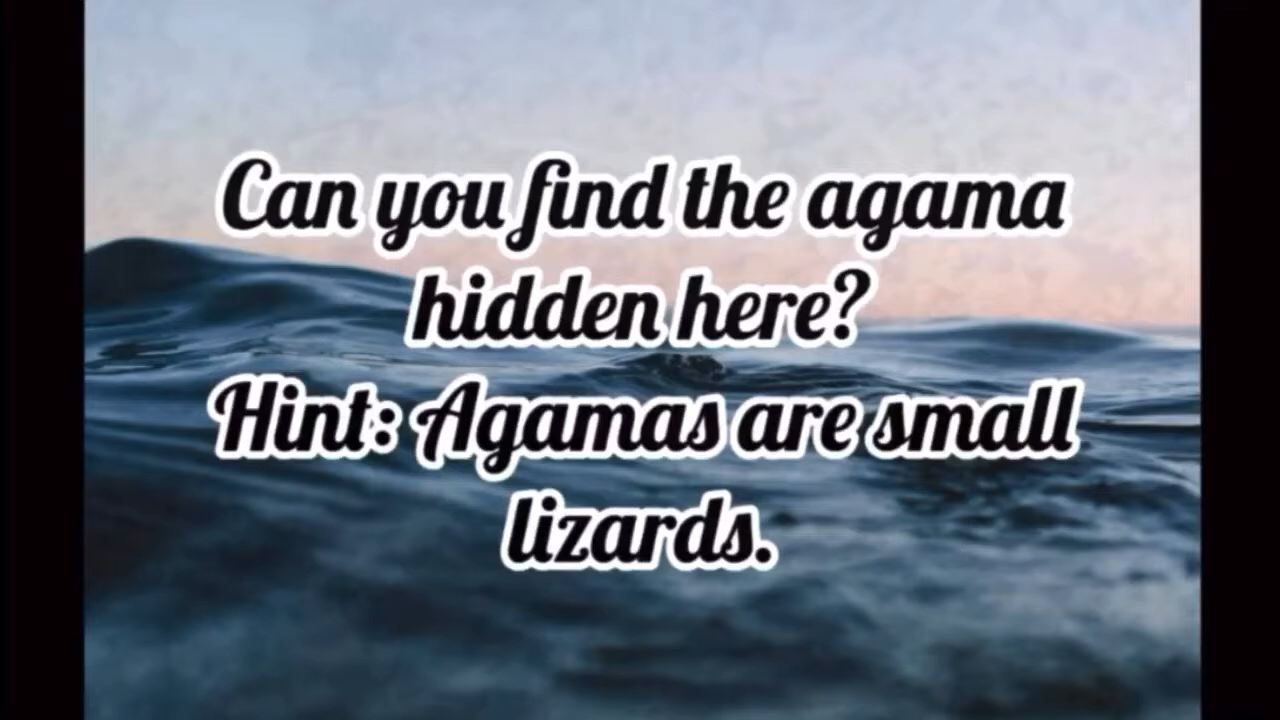 Can you find the agama
hidden here?
Hint: Agamas are small
lizards.